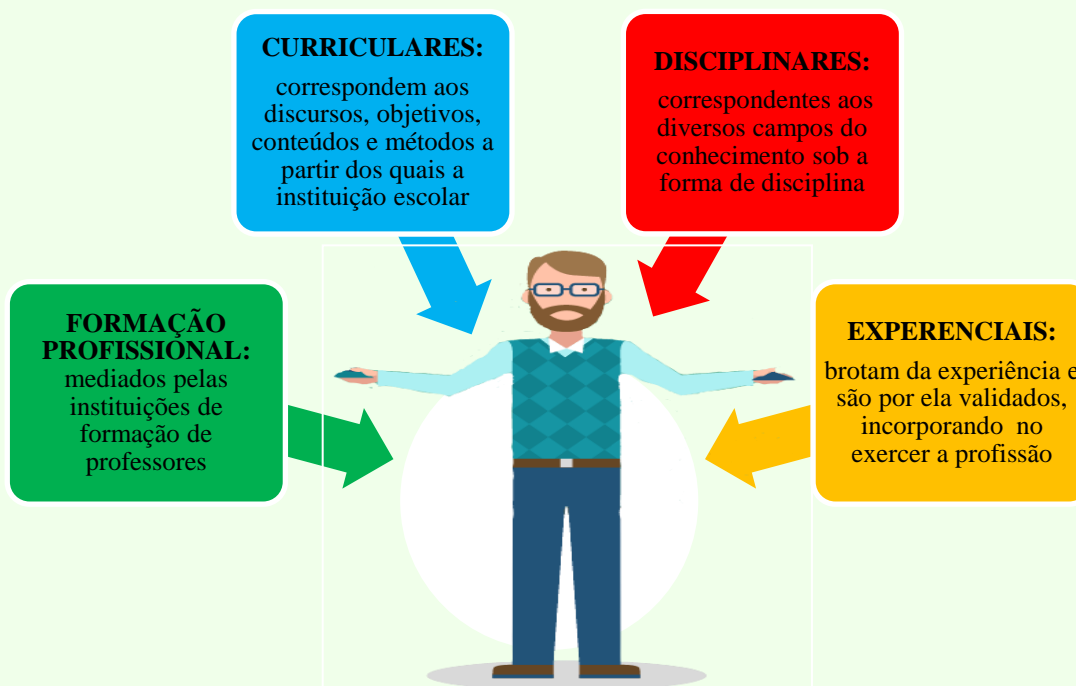 CURRICULARES:
correspondem aos
discursos, objetivos,
conteúdos e métodos a
partir dos quais a
instituição escolar
DISCIPLINARES:
correspondentes aos
diversos campos do
conhecimento sob a
forma de disciplina
FORMAÇÃO
PROFISSIONAL:
mediados pelas
instituições de
formação de
professores
EXPERENCIAIS:
brotam da experiência e
são por ela validados,
incorporando no
exercer a profissão